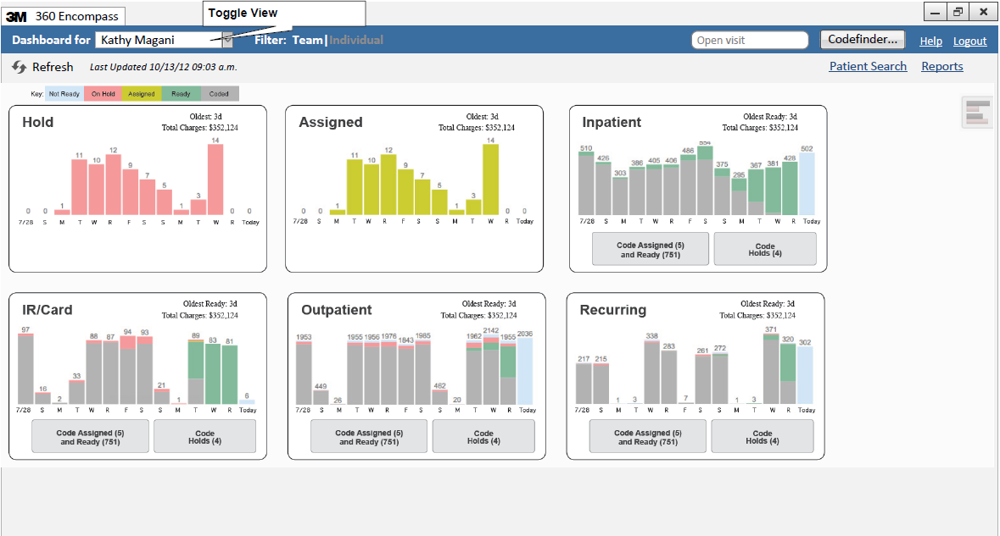 Toggle View
3M 360 Encompass
Dashboard for Kathy Magani Filter: Team|Individual Open visit Codefinder... Help Logout
Refresh Last Updated 10/13/12 09:03 a.m. Patient Search Reports
Key: Not Ready On Hold Assigned Ready Coded
Hold
Oldest: 3d
Total Charges: $352,124
0 0 1 11 10 12 9 7 5 1 3 14 0 0
7/28 S M T W R F S S M T W R Today
Assigned
Oldest: 3d
Total Charges: $352,124
0 0 1 11 10 12 9 7 5 1 3 14 0 0
7/28 S M T W R F S S M T W R Today
Inpatient
Oldest Ready: 3d
Total Charges: $352,124
510 426 303 386 405 406 486 554 375 295 367 381 428 502
7/28 S M T W R F S S M T W R Today
Code Assigned (5)
and Ready (751)
Code
Holds (4)
IR/Card
Oldest Ready: 3d
Total Charges: $352,124
97 16 2 33 88 87 94 93 21 1 89 83 81 6
7/28 S M T W R F S S M T W R Today
Code Assigned (5)
and Ready (751)
Code
Holds (4)
Outpatient
Oldest Ready: 3d
Total Charges: $352,124
1953 449 26 1955 1956 1976 1843 1985 462 20 1962 2142 1955 2036
7/28 S M T W R F S S M T W R Today
Code Assigned (5)
and Ready (751)
Code
Holds (4)
Recurring
Oldest Ready: 3d
Total Charges: $352,124
217 215 1 3 338 283 7 261 272 1 3 371 320 302
7/28 S M T W R F S S M T W R Today
Code Assigned (5)
and Ready (751)
Code
Holds (4)